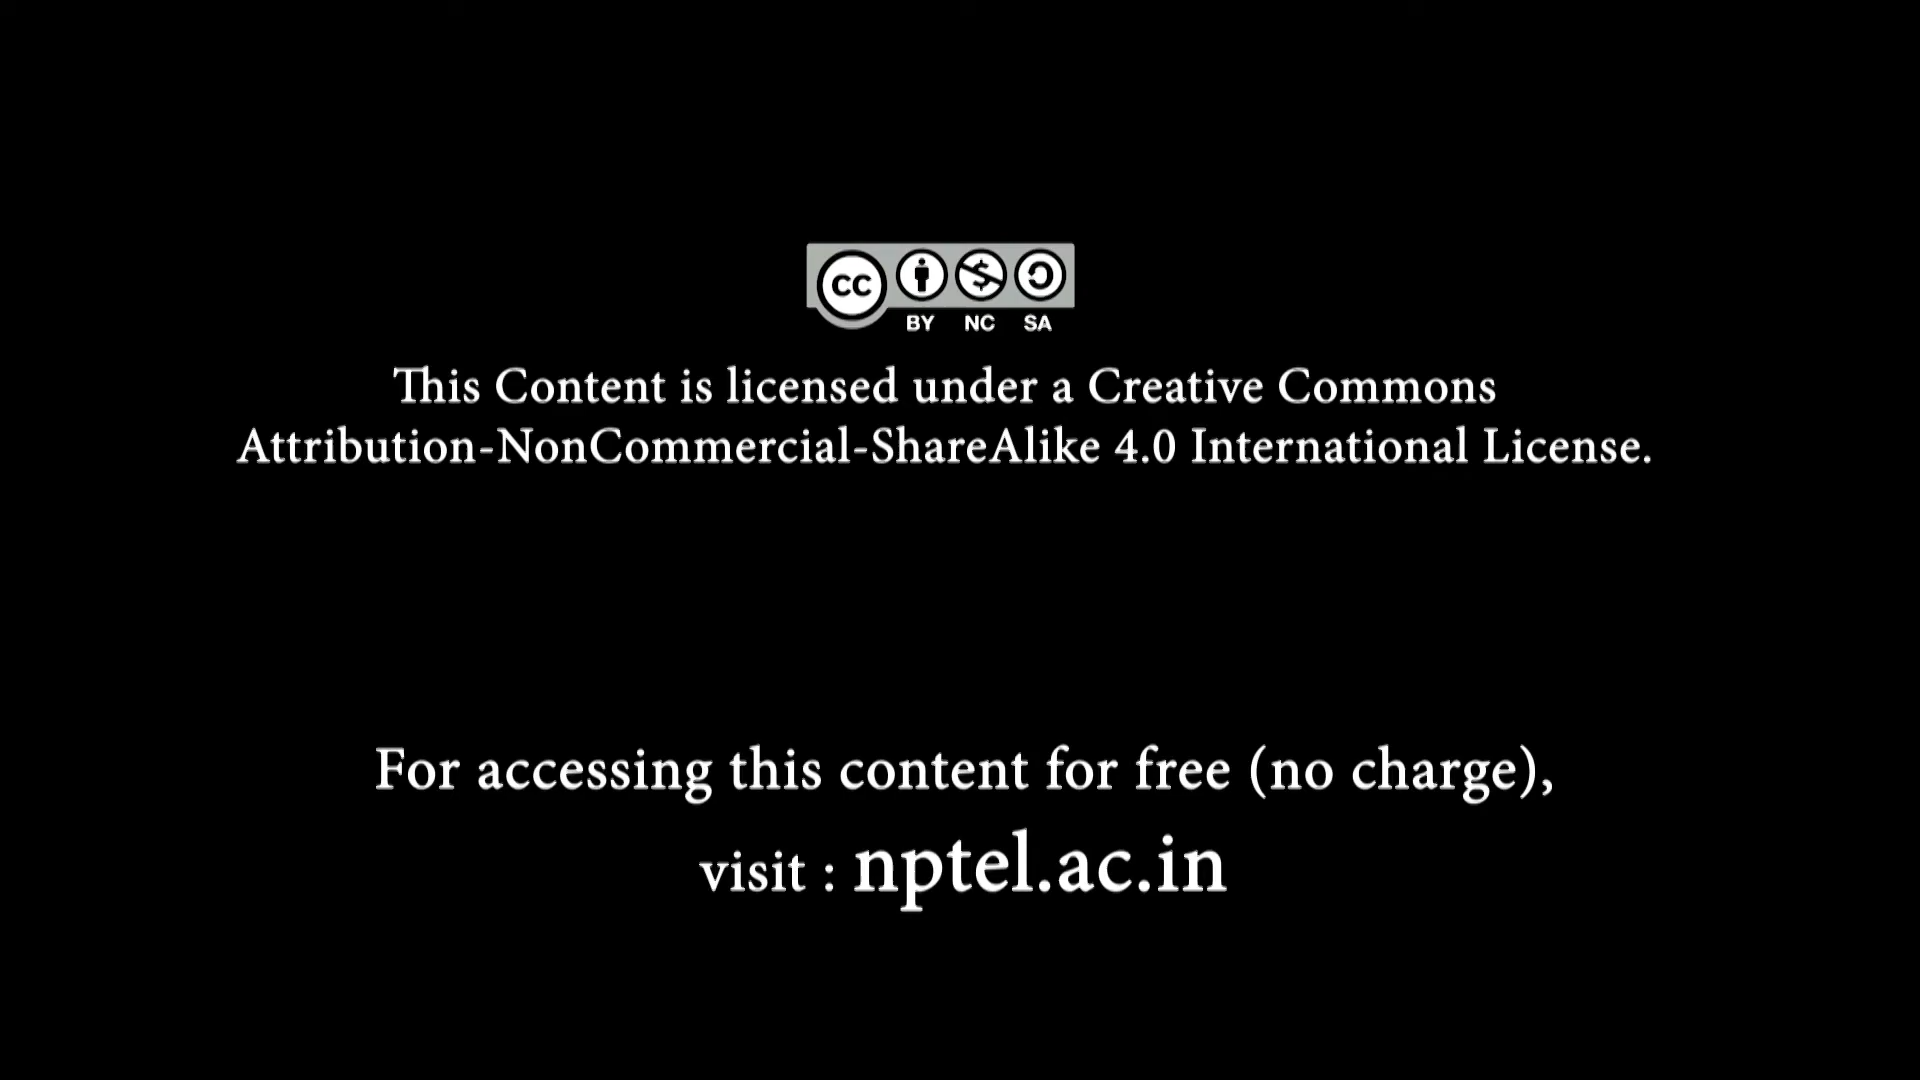 cc
BY NC SA
This Content is licensed under a Creative Commons
Attribution-NonCommercial-ShareAlike 4.0 International License.
For accessing this content for free (no charge),
visit : nptel.ac.in